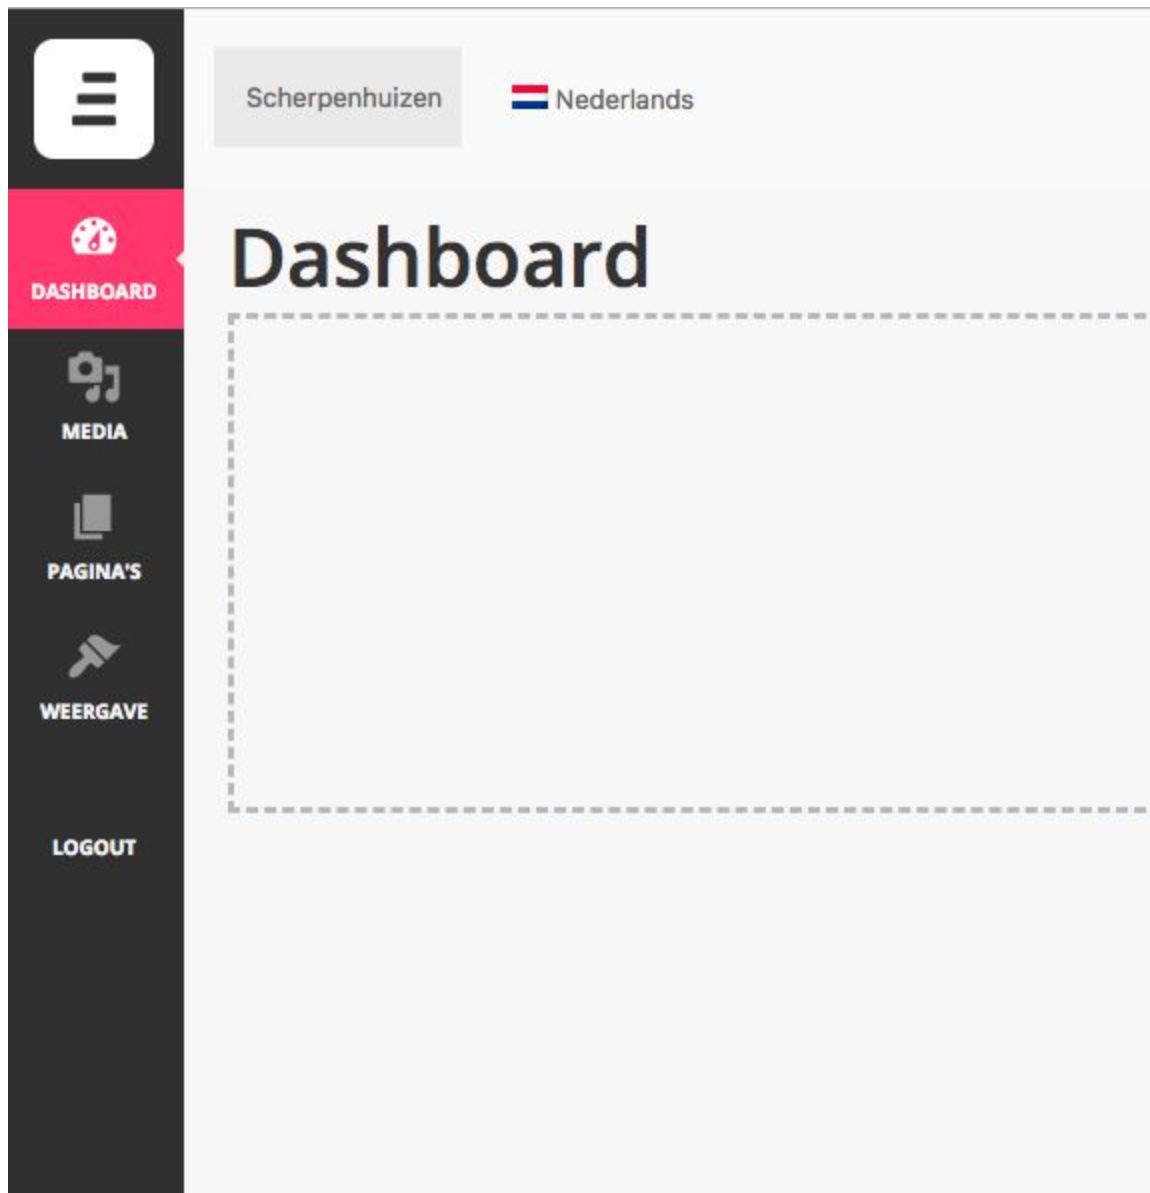 Scherpenhuizen
Nederlands
DASHBOARD
Dashboard
MEDIA
PAGINA'S
WEERGAVE
LOGOUT